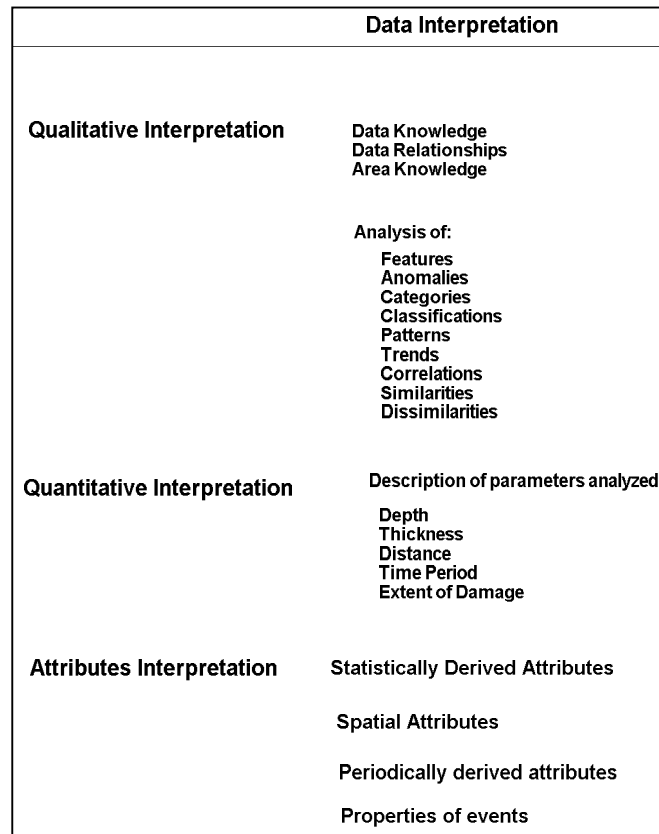 Data Interpretation
Qualitative Interpretation
Data Knowledge
Data Relationships
Area Knowledge
Analysis of:
Features
Anomalies
Categories
Classifications
Patterns
Trends
Correlations
Similarities
Dissimilarities
Quantitative Interpretation
Description of parameters analyzed
Depth
Thickness
Distance
Time Period
Extent of Damage
Attributes Interpretation
Statistically Derived Attributes
Spatial Attributes
Periodically derived attributes
Properties of events